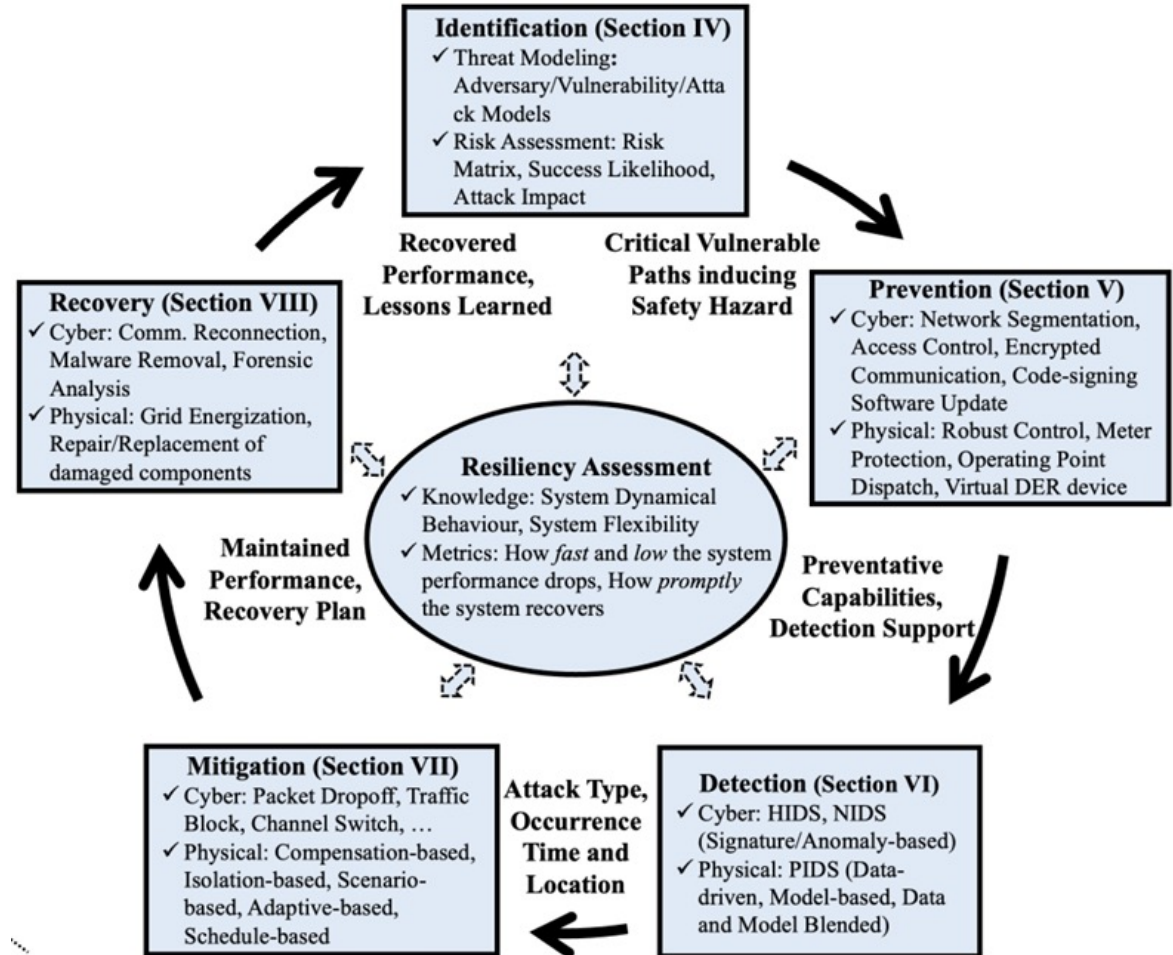 Identification (Section IV)
✓ Threat Modeling:
Adversary/Vulnerability/Atta
ck Models
✓ Risk Assessment: Risk
Matrix, Success Likelihood,
Attack Impact
Recovered
Performance,
Lessons Learned
Critical Vulnerable
Paths inducing
Safety Hazard
Recovery (Section VIII)
✓ Cyber: Comm. Reconnection,
Malware Removal, Forensic
Analysis
✓ Physical: Grid Energization,
Repair/Replacement of
damaged components
Prevention (Section V)
✓ Cyber: Network Segmentation,
Access Control, Encrypted
Communication, Code-signing
Software Update
✓ Physical: Robust Control, Meter
Protection, Operating Point
Dispatch, Virtual DER device
Resiliency Assessment
✓ Knowledge: System Dynamical
Behaviour, System Flexibility
✓ Metrics: How fast and low the system
performance drops, How promptly
the system recovers
Maintained
Performance,
Recovery Plan
Preventative
Capabilities,
Detection Support
Mitigation (Section VII)
✓ Cyber: Packet Dropoff, Traffic
Block, Channel Switch, …
✓ Physical: Compensation-based,
Isolation-based, Scenario-
based, Adaptive-based,
Schedule-based
Attack Type,
Occurrence
Time and
Location
Detection (Section VI)
✓ Cyber: HIDS, NIDS
(Signature/Anomaly-based)
✓ Physical: PIDS (Data-
driven, Model-based, Data
and Model Blended)